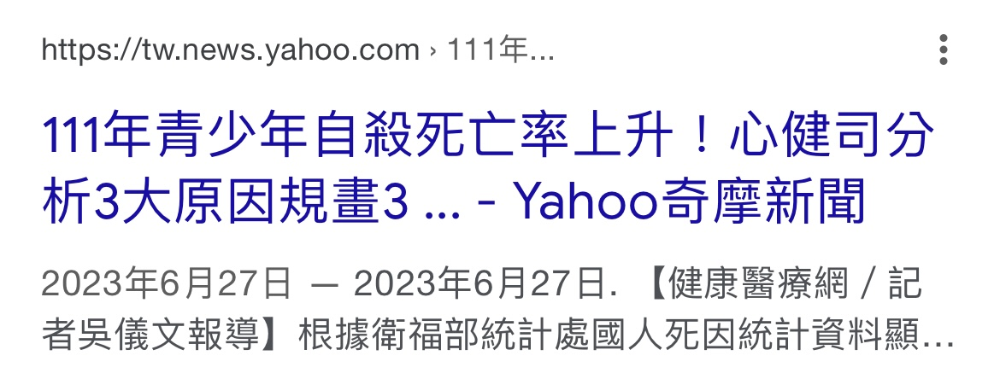 https://tw.news.yahoo.com › 111年...
111年青少年自殺死亡率上升！心健司分
析3大原因規畫3 ... - Yahoo奇摩新聞
2023年6月27日 — 2023年6月27日. 【健康醫療網／記
者吳儀文報導】根據衛福部統計處國人死因統計資料顯...